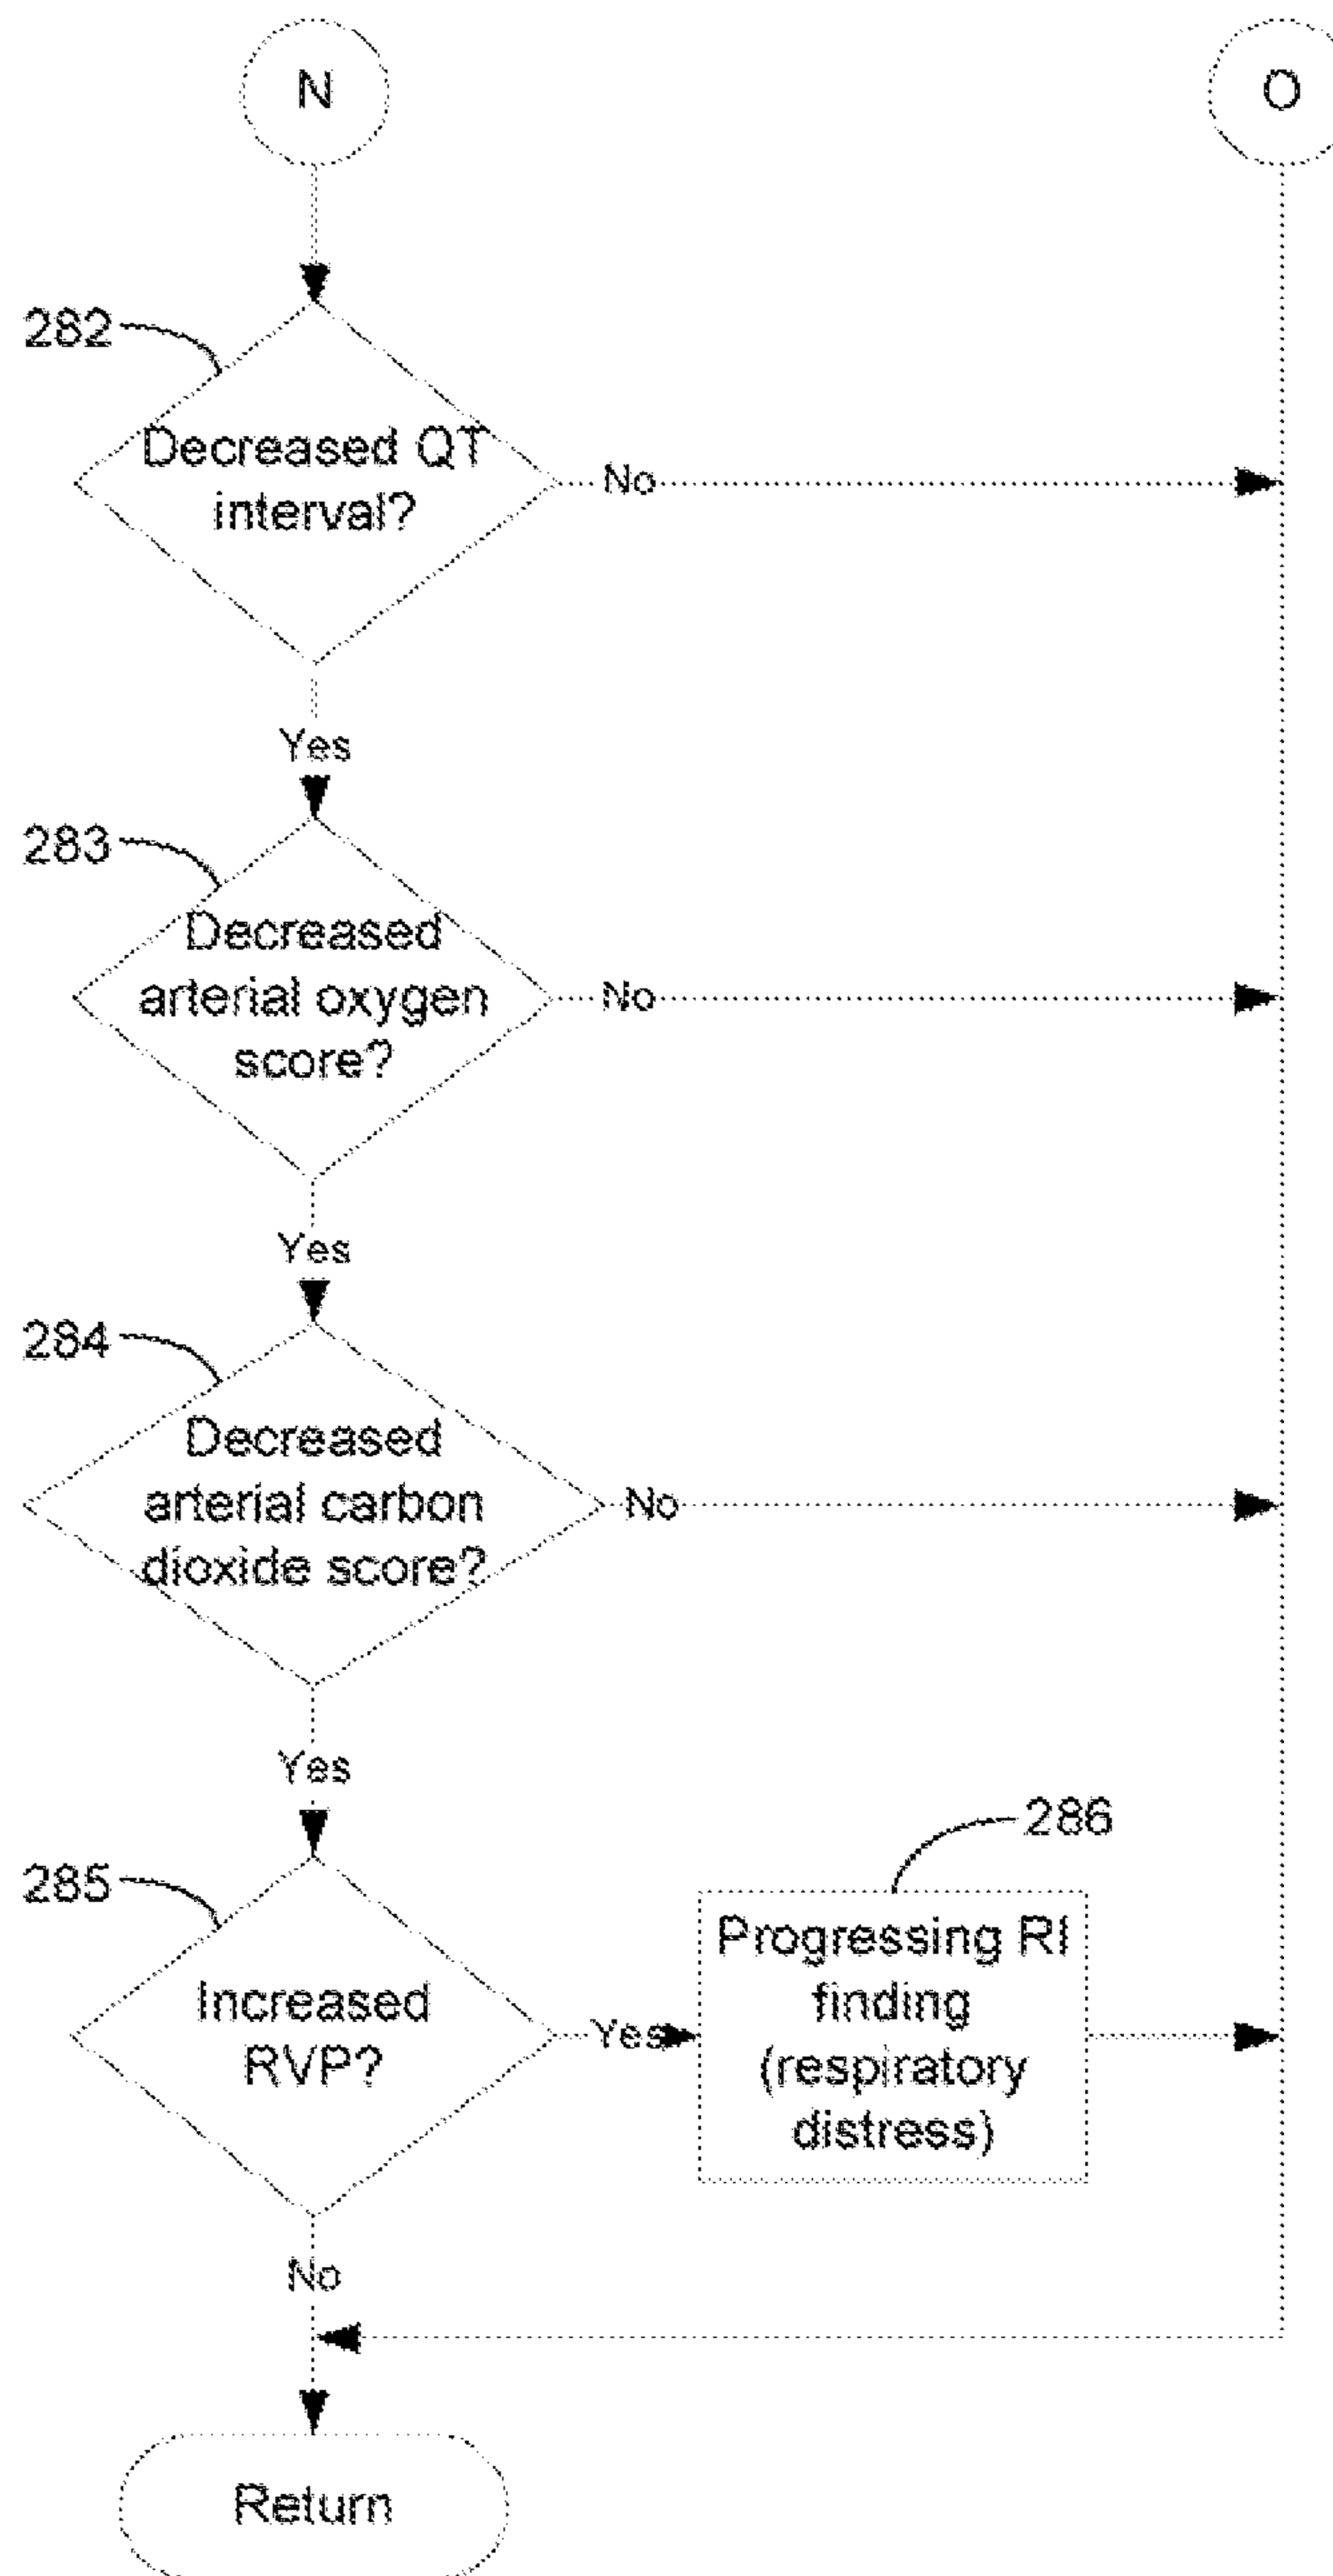 N
O
282
Decreased QT
interval?
No
Yes
283
Decreased
arterial oxygen
score?
No
Yes
284
Decreased
arterial carbon
dioxide score?
No
Yes
285
Increased
RVP?
Yes
286
Progressing RI
finding
(respiratory
distress)
No
Return